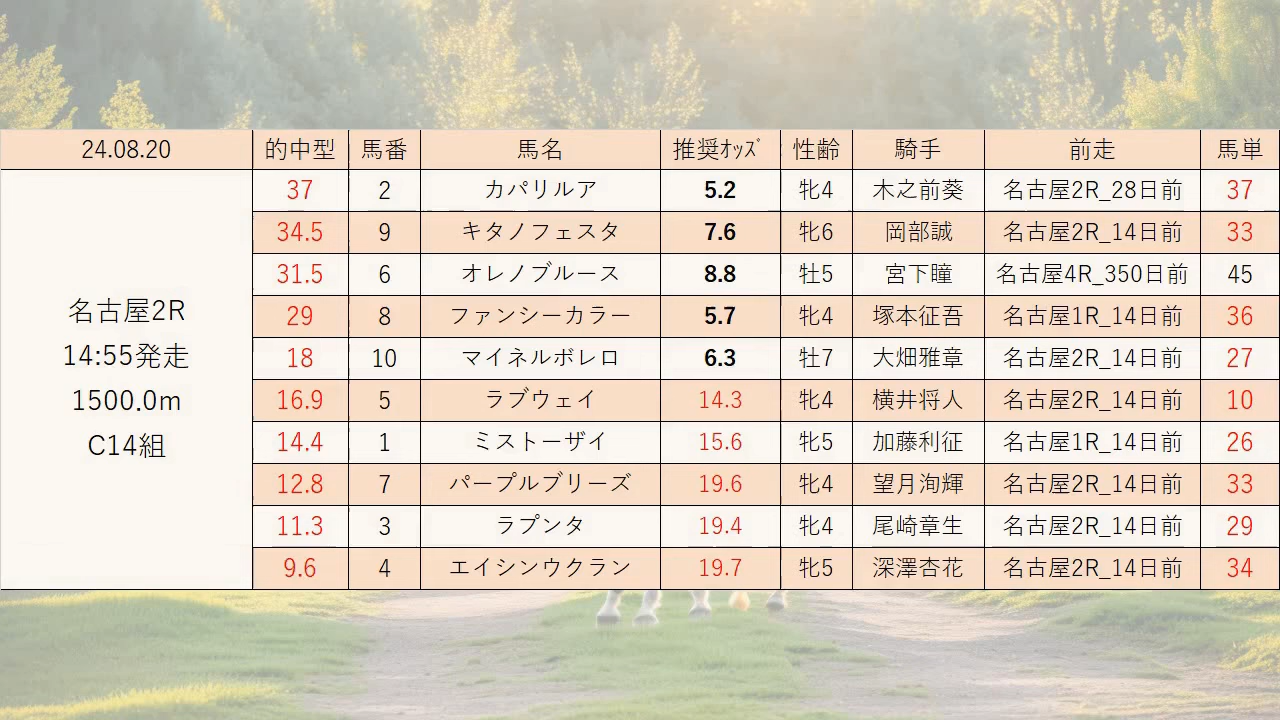 24.08.20 的中型 馬番 馬名 推奨ｵｯｽﾞ 性齢 騎手 前走 馬単
37 2 カパリルア 5.2 牝4 木之前葵 名古屋2R_28日前 37
34.5 9 キタノフェスタ 7.6 牝6 岡部誠 名古屋2R_14日前 33
31.5 6 オレノブルース 8.8 牡5 宮下瞳 名古屋4R_350日前 45
29 8 ファンシーカラー 5.7 牝4 塚本征吾 名古屋1R_14日前 36
18 10 マイネルボレロ 6.3 牡7 大畑雅章 名古屋2R_14日前 27
16.9 5 ラブウェイ 14.3 牝4 横井将人 名古屋2R_14日前 10
14.4 1 ミストーザイ 15.6 牝5 加藤利征 名古屋1R_14日前 26
12.8 7 パープルブリーズ 19.6 牝4 望月洵輝 名古屋2R_14日前 33
11.3 3 ラプンタ 19.4 牝4 尾崎章生 名古屋2R_14日前 29
9.6 4 エイシンウクラン 19.7 牝5 深澤杏花 名古屋2R_14日前 34
名古屋2R
14:55発走
1500.0m
C14組